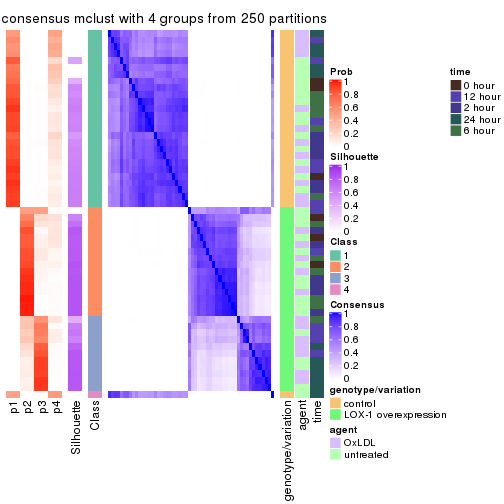 consensus mclust with 4 groups from 250 partitions
Prob
1
0.8
0.6
0.4
0.2
0
Silhouette
1
0.8
0.6
0.4
0.2
0
Class
1
2
3
4
Consensus
1
0.8
0.6
0.4
0.2
0
genotype/variation
control
LOX-1 overexpression
agent
OxLDL
untreated
time
0 hour
12 hour
2 hour
24 hour
6 hour
p1
p2
p3
p4
Silhouette
Class
genotype/variation
agent
time